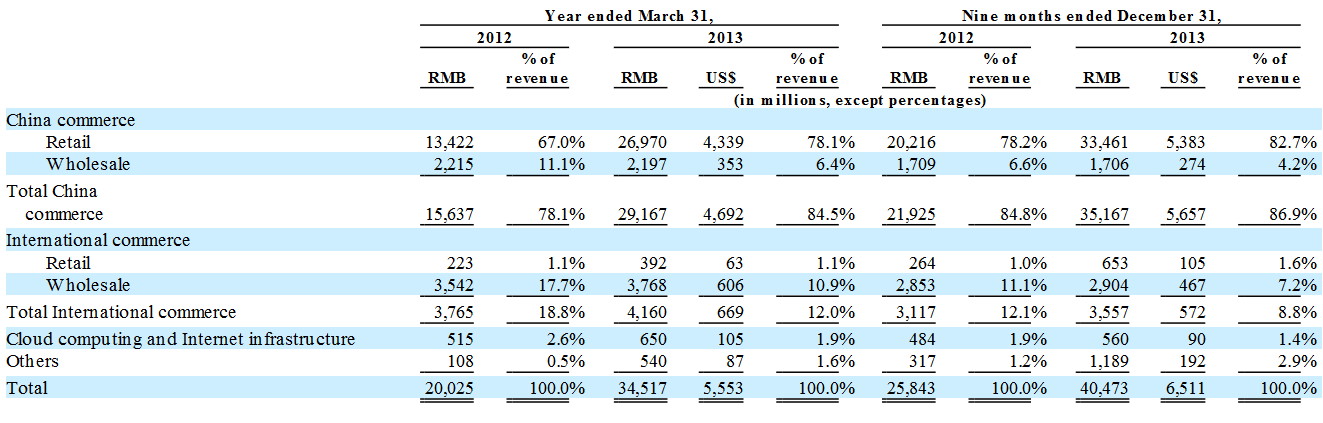 Year ended March 31, Nine months ended December 31,
2012 2013 2012 2013
% of % of % of % of
RMB revenue RMB US$ revenue RMB revenue RMB US$ revenue
(in millions, except percentages)
China commerce
Retail 13,422 67.0% 26,970 4,339 78.1% 20,216 78.2% 33,461 5,383 82.7%
Wholesale 2,215 11.1% 2,197 353 6.4% 1,709 6.6% 1,706 274 4.2%
Total China
commerce 15,637 78.1% 29,167 4,692 84.5% 21,925 84.8% 35,167 5,657 86.9%
International commerce
Retail 223 1.1% 392 63 1.1% 264 1.0% 653 105 1.6%
Wholesale 3,542 17.7% 3,768 606 10.9% 2,853 11.1% 2,904 467 7.2%
Total International commerce 3,765 18.8% 4,160 669 12.0% 3,117 12.1% 3,557 572 8.8%
Cloud computing and Internet infrastructure 515 2.6% 650 105 1.9% 484 1.9% 560 90 1.4%
Others 108 0.5% 540 87 1.6% 317 1.2% 1,189 192 2.9%
Total 20,025 100.0% 34,517 5,553 100.0% 25,843 100.0% 40,473 6,511 100.0%